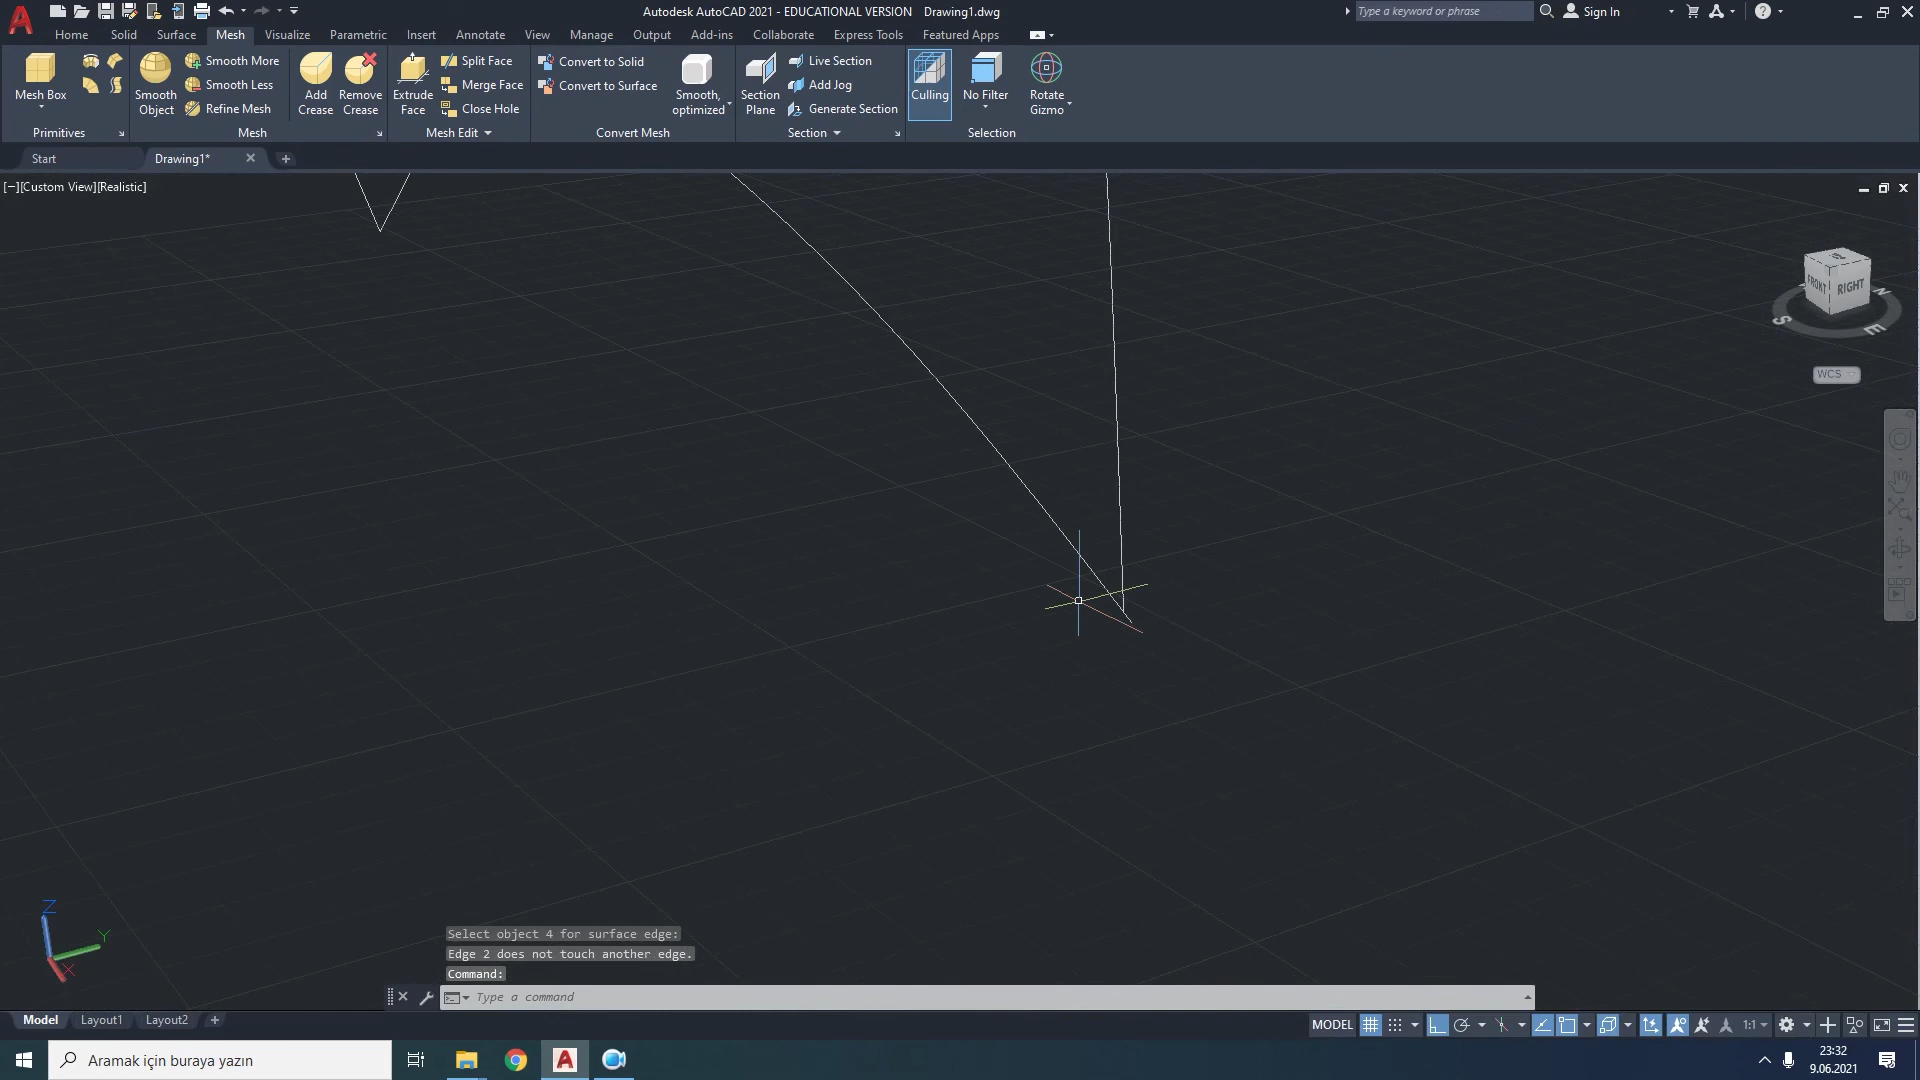 Autodesk AutoCAD 2021 - EDUCATIONAL VERSION Drawing1.dwg
Type a keyword or phrase
Sign In
Home Solid Surface Mesh Visualize Parametric Insert Annotate View Manage Output Add-ins Collaborate Express Tools Featured Apps
Mesh Box
Primitives
Smooth Object
Smooth More
Smooth Less
Refine Mesh
Add Crease
Remove Crease
Mesh
Extrude Face
Split Face
Merge Face
Close Hole
Mesh Edit
Convert to Solid
Convert to Surface
Smooth, optimized
Convert Mesh
Section Plane
Live Section
Add Jog
Generate Section
Section
Culling
No Filter
Rotate Gizmo
Selection
Start
Drawing1*
[−][Custom View][Realistic]
TOP
FRONT
RIGHT
N
S
E
WCS
Z
Y
X
Select object 4 for surface edge:
Edge 2 does not touch another edge.
Command:
Type a command
Model Layout1 Layout2
MODEL
1:1
Aramak için buraya yazın
23:32
9.06.2021